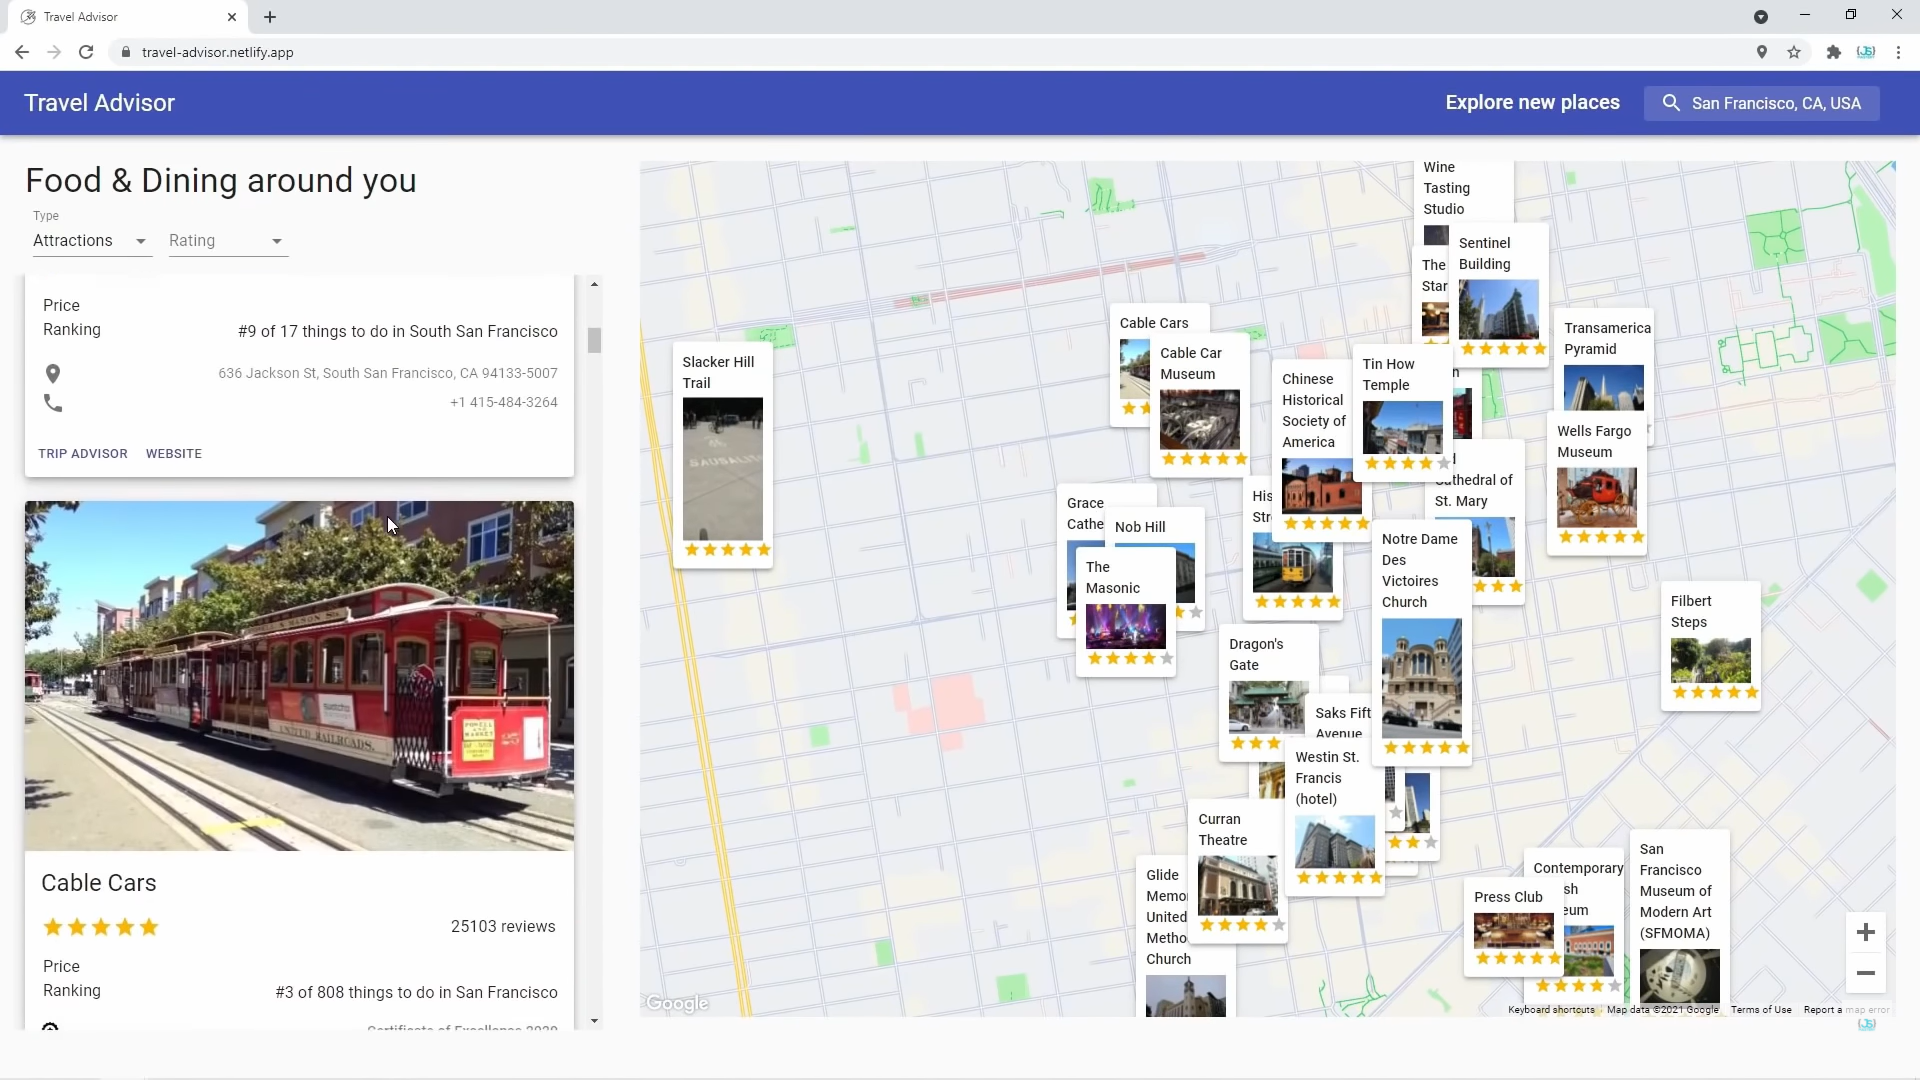 Travel Advisor
travel-advisor.netlify.app
Travel Advisor
Explore new places
San Francisco, CA, USA
Food & Dining around you
Type
Attractions
Rating
Price
Ranking
#9 of 17 things to do in South San Francisco
636 Jackson St, South San Francisco, CA 94133-5007
+1 415-484-3264
TRIP ADVISOR
WEBSITE
UNITED RAILROADS.
Cable Cars
25103 reviews
Price
Ranking
#3 of 808 things to do in San Francisco
Certificate of Excellence 2020
Wine
Tasting
Studio
Sentinel
Building
The
Star
Transamerica
Pyramid
Cable Cars
Cable Car
Museum
Slacker Hill
Trail
Chinese
Historical
Society of
America
Tin How
Temple
Wells Fargo
Museum
Cathedral of
St. Mary
Grace
Cathe
Nob Hill
The
Masonic
His
Str
Notre Dame
Des
Victoires
Church
Filbert
Steps
Dragon's
Gate
Saks Fift
Avenue
Westin St.
Francis
(hotel)
Curran
Theatre
Glide
Memor
United
Metho
Church
Press Club
Contemporary
sh
eum
San
Francisco
Museum of
Modern Art
(SFMOMA)
Google
Keyboard shortcuts
Map data ©2021 Google
Terms of Use
Report a map error